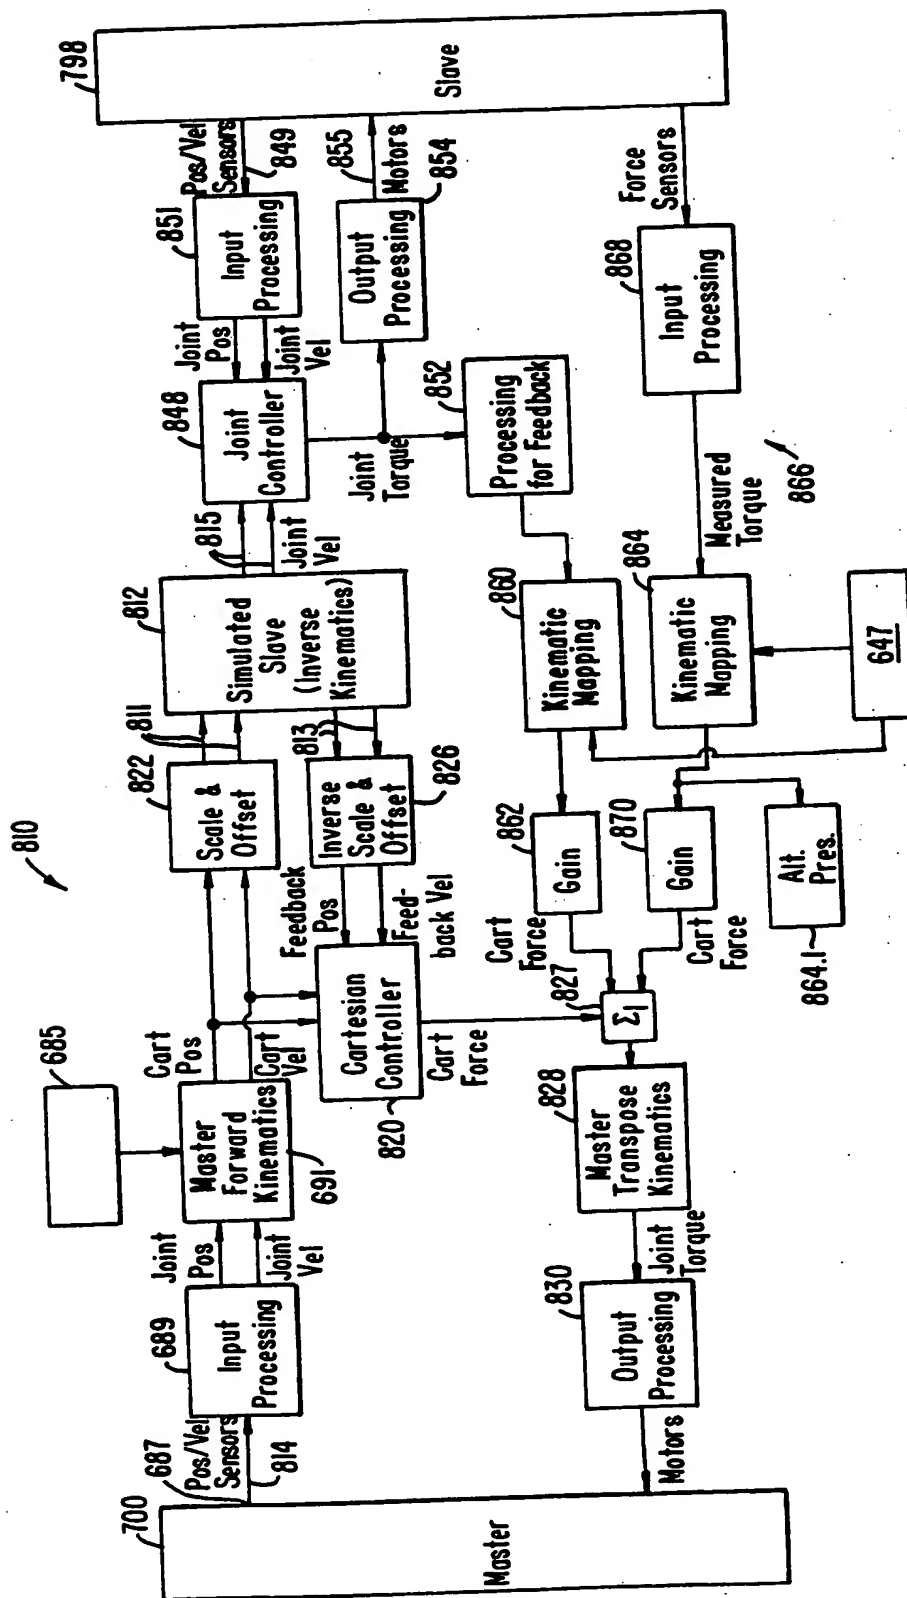 810
700
Master
687
Pos/Vel
Sensors
814
689
Input
Processing
Joint
Pos
Joint
Vel
685
Master
Forward
Kinematics
691
Cart
Pos
Cart
Vel
822
Scale &
Offset
811
812
Simulated
Slave
(Inverse
Kinematics)
813
Inverse
Scale &
Offset
826
Feedback
Pos
Feed-
back Vel
Cartesian
Controller
820
Cart
Force
815
Joint
Vel
848
Joint
Controller
Joint
Pos
Joint
Vel
851
Input
Processing
Pos/Vel
Sensors
849
798
Slave
855
Motors
Output
Processing
854
Joint
Torque
852
Processing
for Feedback
860
Kinematic
Mapping
862
Gain
Cart
Force
827
Σ
Force
Sensors
868
Input
Processing
Measured
Torque
866
864
Kinematic
Mapping
647
870
Gain
Cart
Force
Alt.
Pres.
864.1
828
Master
Transpose
Kinematics
Joint
Torque
830
Output
Processing
Motors